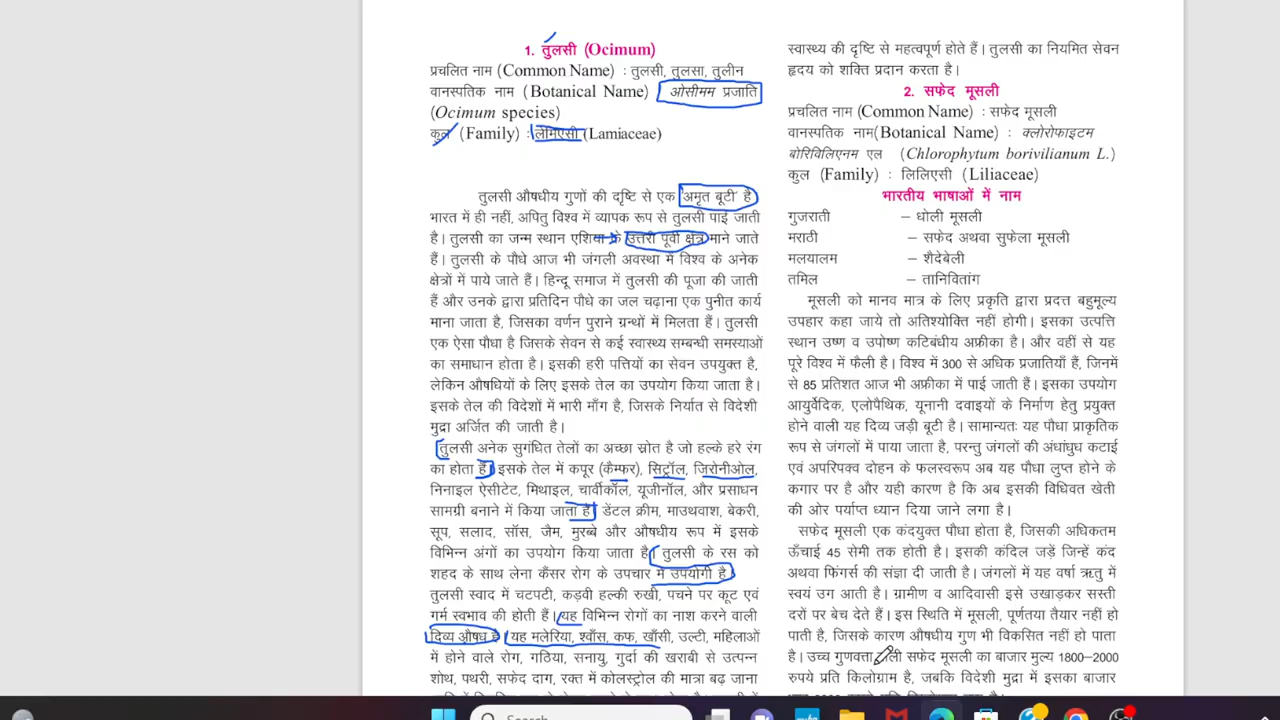 1. तुलसी (Ocimum)
प्रचलित नाम (Common Name) : तुलसी, तुलसा, तुलीन
वानस्पतिक नाम (Botanical Name) ओसीमम प्रजाति
(Ocimum species)
कुल (Family) : लेमिएसी (Lamiaceae)
तुलसी औषधीय गुणों की दृष्टि से एक 'अमृत बूटी' है
भारत में ही नहीं, अपितु विश्व में व्यापक रूप से तुलसी पाई जाती
है। तुलसी का जन्म स्थान एशिया के उत्तरी पूर्वी क्षेत्र माने जाते
हैं। तुलसी के पौधे आज भी जंगली अवस्था में विश्व के अनेक
क्षेत्रों में पाये जाते हैं। हिन्दू समाज में तुलसी की पूजा की जाती
हैं और उनके द्वारा प्रतिदिन पौधे का जल चढ़ाना एक पुनीत कार्य
माना जाता है, जिसका वर्णन पुराने ग्रन्थों में मिलता हैं। तुलसी
एक ऐसा पौधा है जिसके सेवन से कई स्वास्थ्य सम्बन्धी समस्याओं
का समाधान होता है। इसकी हरी पत्तियों का सेवन उपयुक्त है,
लेकिन औषधियों के लिए इसके तेल का उपयोग किया जाता है।
इसके तेल की विदेशों में भारी माँग है, जिसके निर्यात से विदेशी
मुद्रा अर्जित की जाती है।
तुलसी अनेक सुगंधित तेलों का अच्छा स्रोत है जो हल्के हरे रंग
का होता है। इसके तेल में कपूर (कैम्फर), सिट्रॉल, जिरोनीओल,
निनाइल ऐसीटेट, मिथाइल, चार्वीकॉल, यूजीनॉल, और प्रसाधन
सामग्री बनाने में किया जाता है। डेंटल क्रीम, माउथवाश, बेकरी,
सूप, सलाद, सॉस, जैम, मुरब्बे और औषधीय रूप में इसके
विभिन्न अंगों का उपयोग किया जाता है। तुलसी के रस को
शहद के साथ लेना कैंसर रोग के उपचार में उपयोगी है।
तुलसी स्वाद में चटपटी, कड़वी हल्की रुखी, पचने पर कूट एवं
गर्म स्वभाव की होती हैं। यह विभिन्न रोगों का नाश करने वाली
दिव्य औषध है। यह मलेरिया, श्वाँस, कफ, खाँसी, उल्टी, महिलाओं
में होने वाले रोग, गठिया, सनायु, गुर्दा की खराबी से उत्पन्न
शोथ, पथरी, सफेद दाग, रक्त में कोलस्ट्रोल की मात्रा बढ़ जाना
स्वास्थ्य की दृष्टि से महत्वपूर्ण होते हैं। तुलसी का नियमित सेवन
हृदय को शक्ति प्रदान करता है।
2. सफेद मूसली
प्रचलित नाम (Common Name) : सफेद मूसली
वानस्पतिक नाम(Botanical Name) : क्लोरोफाइटम
बोरिविलिएनम एल (Chlorophytum borivilianum L.)
कुल (Family) : लिलिएसी (Liliaceae)
भारतीय भाषाओं में नाम
गुजराती – धोली मूसली
मराठी – सफेद अथवा सुफेला मूसली
मलयालम – शैदेबेली
तमिल – तानिवितांग
मूसली को मानव मात्र के लिए प्रकृति द्वारा प्रदत्त बहुमूल्य
उपहार कहा जाये तो अतिश्योक्ति नहीं होगी। इसका उत्पत्ति
स्थान उष्ण व उपोष्ण कटिबंधीय अफ्रीका है। और वहीं से यह
पूरे विश्व में फैली है। विश्व में 300 से अधिक प्रजातियाँ हैं, जिनमें
से 85 प्रतिशत आज भी अफ्रीका में पाई जाती हैं। इसका उपयोग
आयुर्वेदिक, एलोपैथिक, यूनानी दवाइयों के निर्माण हेतु प्रयुक्त
होने वाली यह दिव्य जड़ी बूटी है। सामान्यतः यह पौधा प्राकृतिक
रूप से जंगलों में पाया जाता है, परन्तु जंगलों की अंधांधुध कटाई
एवं अपरिपक्व दोहन के फलस्वरूप अब यह पौधा लुप्त होने के
कगार पर है और यही कारण है कि अब इसकी विधिवत खेती
की ओर पर्याप्त ध्यान दिया जाने लगा है।
सफेद मूसली एक कंदयुक्त पौधा होता है, जिसकी अधिकतम
ऊँचाई 45 सेमी तक होती है। इसकी कंदिल जड़ें जिन्हें कंद
अथवा फिंगर्स की संज्ञा दी जाती है। जंगलों में यह वर्षा ऋतु में
स्वयं उग आती है। ग्रामीण व आदिवासी इसे उखाड़कर सस्ती
दरों पर बेच देते हैं। इस स्थिति में मूसली, पूर्णतया तैयार नहीं हो
पाती है, जिसके कारण औषधीय गुण भी विकसित नहीं हो पाता
है। उच्च गुणवत्ता सफेद मूसली का बाजार मुल्य 1800–2000
रुपये प्रति किलोग्राम है, जबकि विदेशी मुद्रा में इसका बाजार
Search